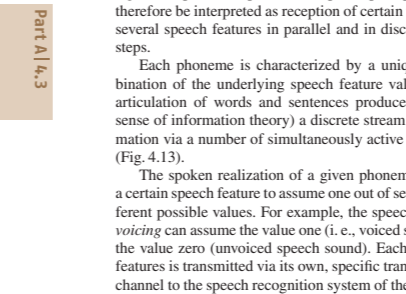 Part A | 4.3
therefore be interpreted as reception of certain
several speech features in parallel and in disc
steps.
Each phoneme is characterized by a uniq
bination of the underlying speech feature val
articulation of words and sentences produce
sense of information theory) a discrete stream
mation via a number of simultaneously active
(Fig. 4.13).
The spoken realization of a given phonem
a certain speech feature to assume one out of se
ferent possible values. For example, the speec
voicing can assume the value one (i. e., voiced s
the value zero (unvoiced speech sound). Each
features is transmitted via its own, specific tran
channel to the speech recognition system of the